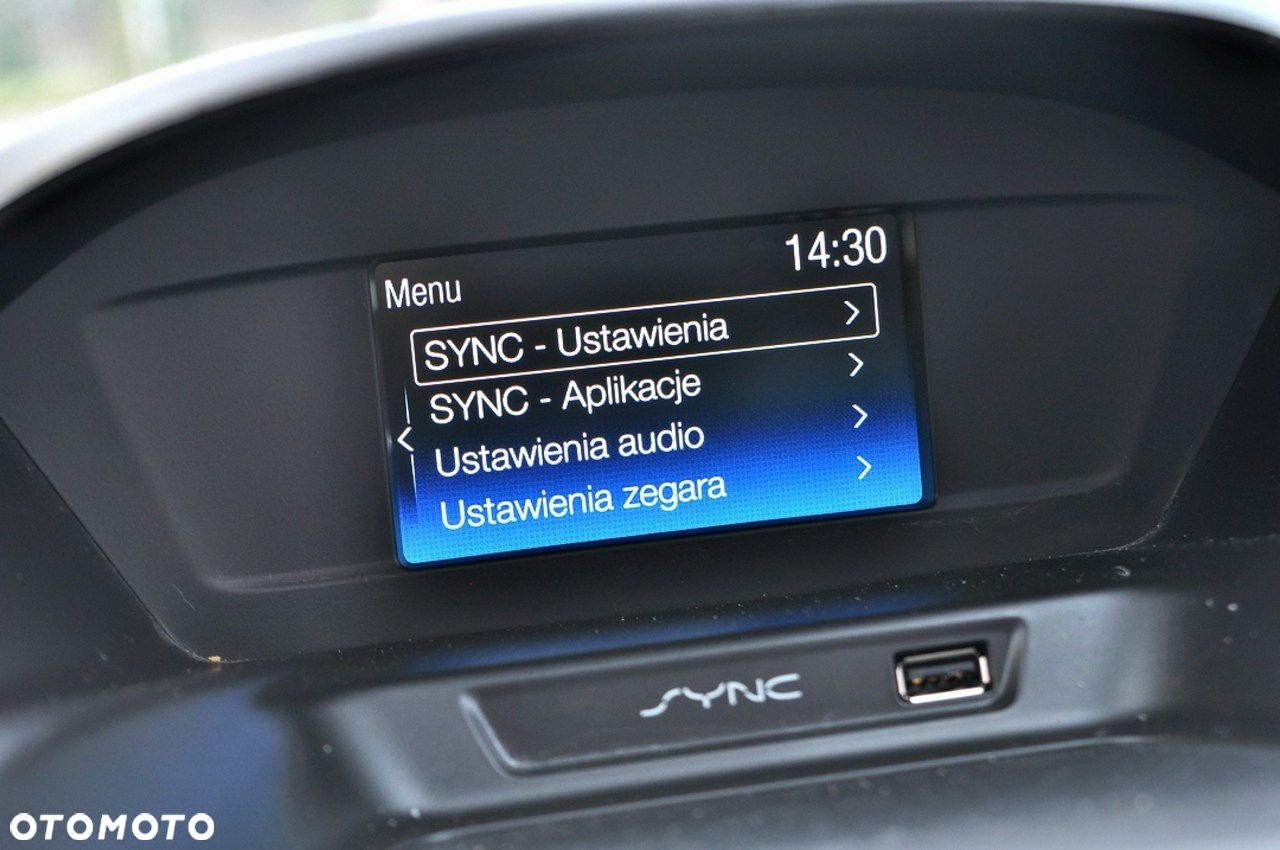 14:30
Menu
SYNC - Ustawienia
SYNC - Aplikacje
Ustawienia audio
Ustawienia zegara
SYNC
OTOMOTO